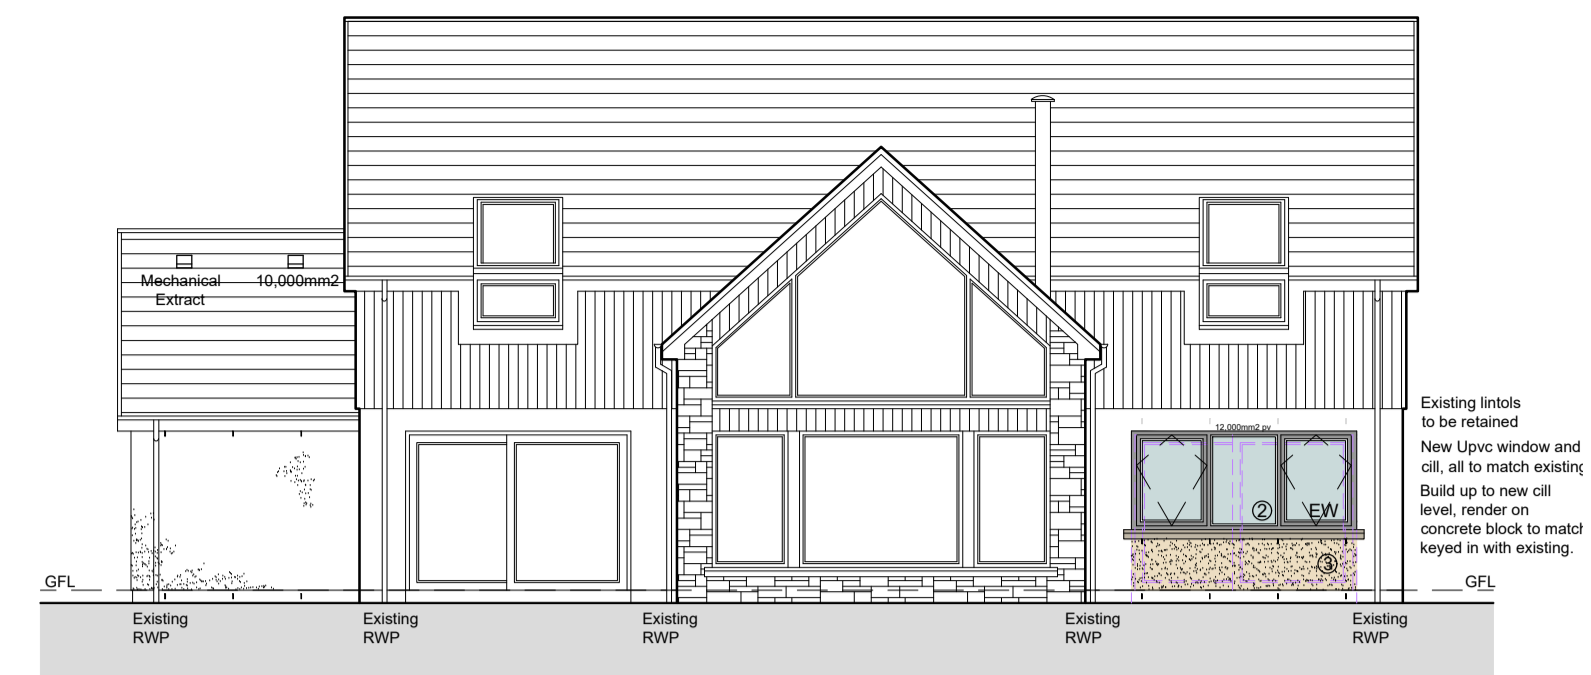 Mechanical
Extract
10,000mm2
Existing lintols
to be retained
New Upvc window and
cill, all to match existing
Build up to new cill
level, render on
concrete block to match
keyed in with existing.
12,000mm2 pv
2
EW
3
GFL
GFL
Existing
RWP
Existing
RWP
Existing
RWP
Existing
RWP
Existing
RWP